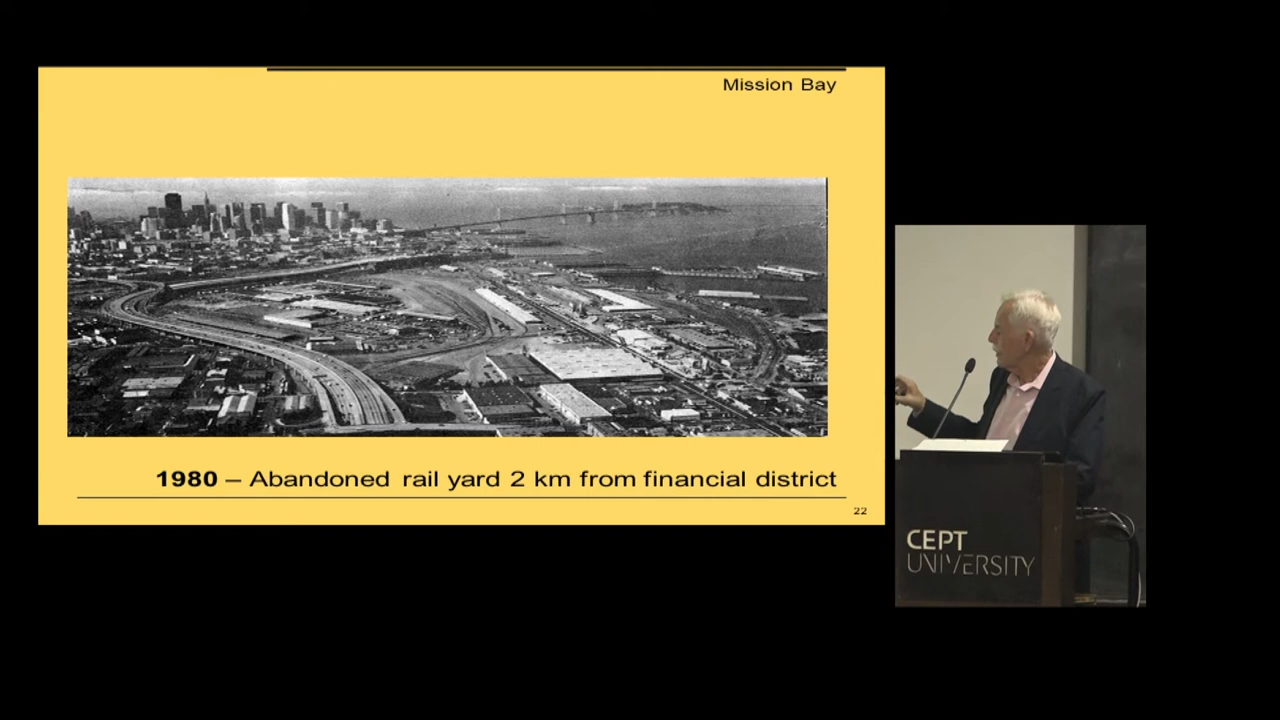 Mission Bay
1980 – Abandoned rail yard 2 km from financial district
22
CEPT
UNIVERSITY